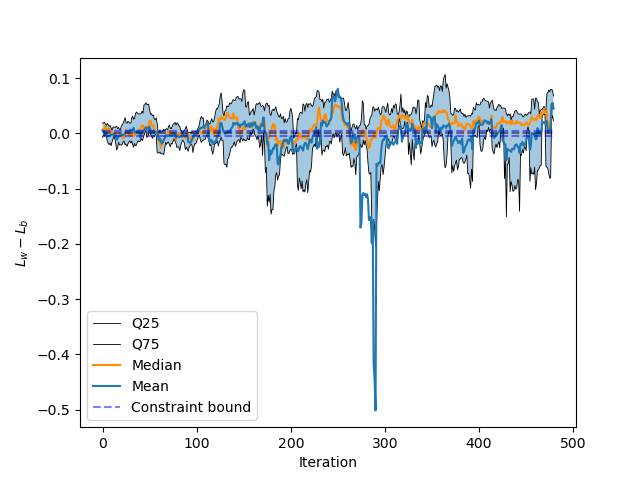 0.1
0.0
−0.1
−0.2
−0.3
−0.4
−0.5
L_w − L_b
Q25
Q75
Median
Mean
Constraint bound
0 100 200 300 400 500
Iteration